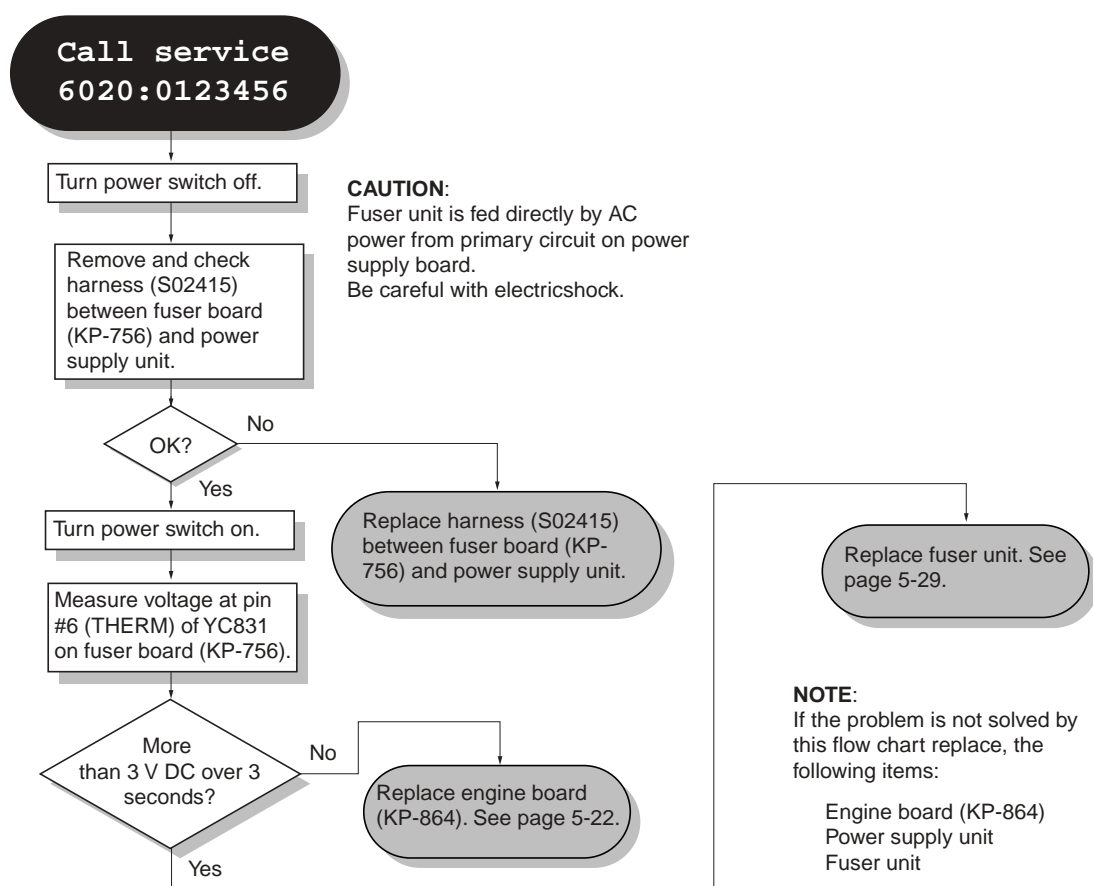 Call service
6020:0123456
Turn power switch off.
CAUTION:
Fuser unit is fed directly by AC
power from primary circuit on power
supply board.
Be careful with electricshock.
Remove and check
harness (S02415)
between fuser board
(KP-756) and power
supply unit.
OK?
No
Yes
Turn power switch on.
Replace harness (S02415)
between fuser board (KP-
756) and power supply unit.
Measure voltage at pin
#6 (THERM) of YC831
on fuser board (KP-756).
More
than 3 V DC over 3
seconds?
No
Replace engine board
(KP-864). See page 5-22.
Yes
Replace fuser unit. See
page 5-29.
NOTE:
If the problem is not solved by
this flow chart replace, the
following items:
Engine board (KP-864)
Power supply unit
Fuser unit